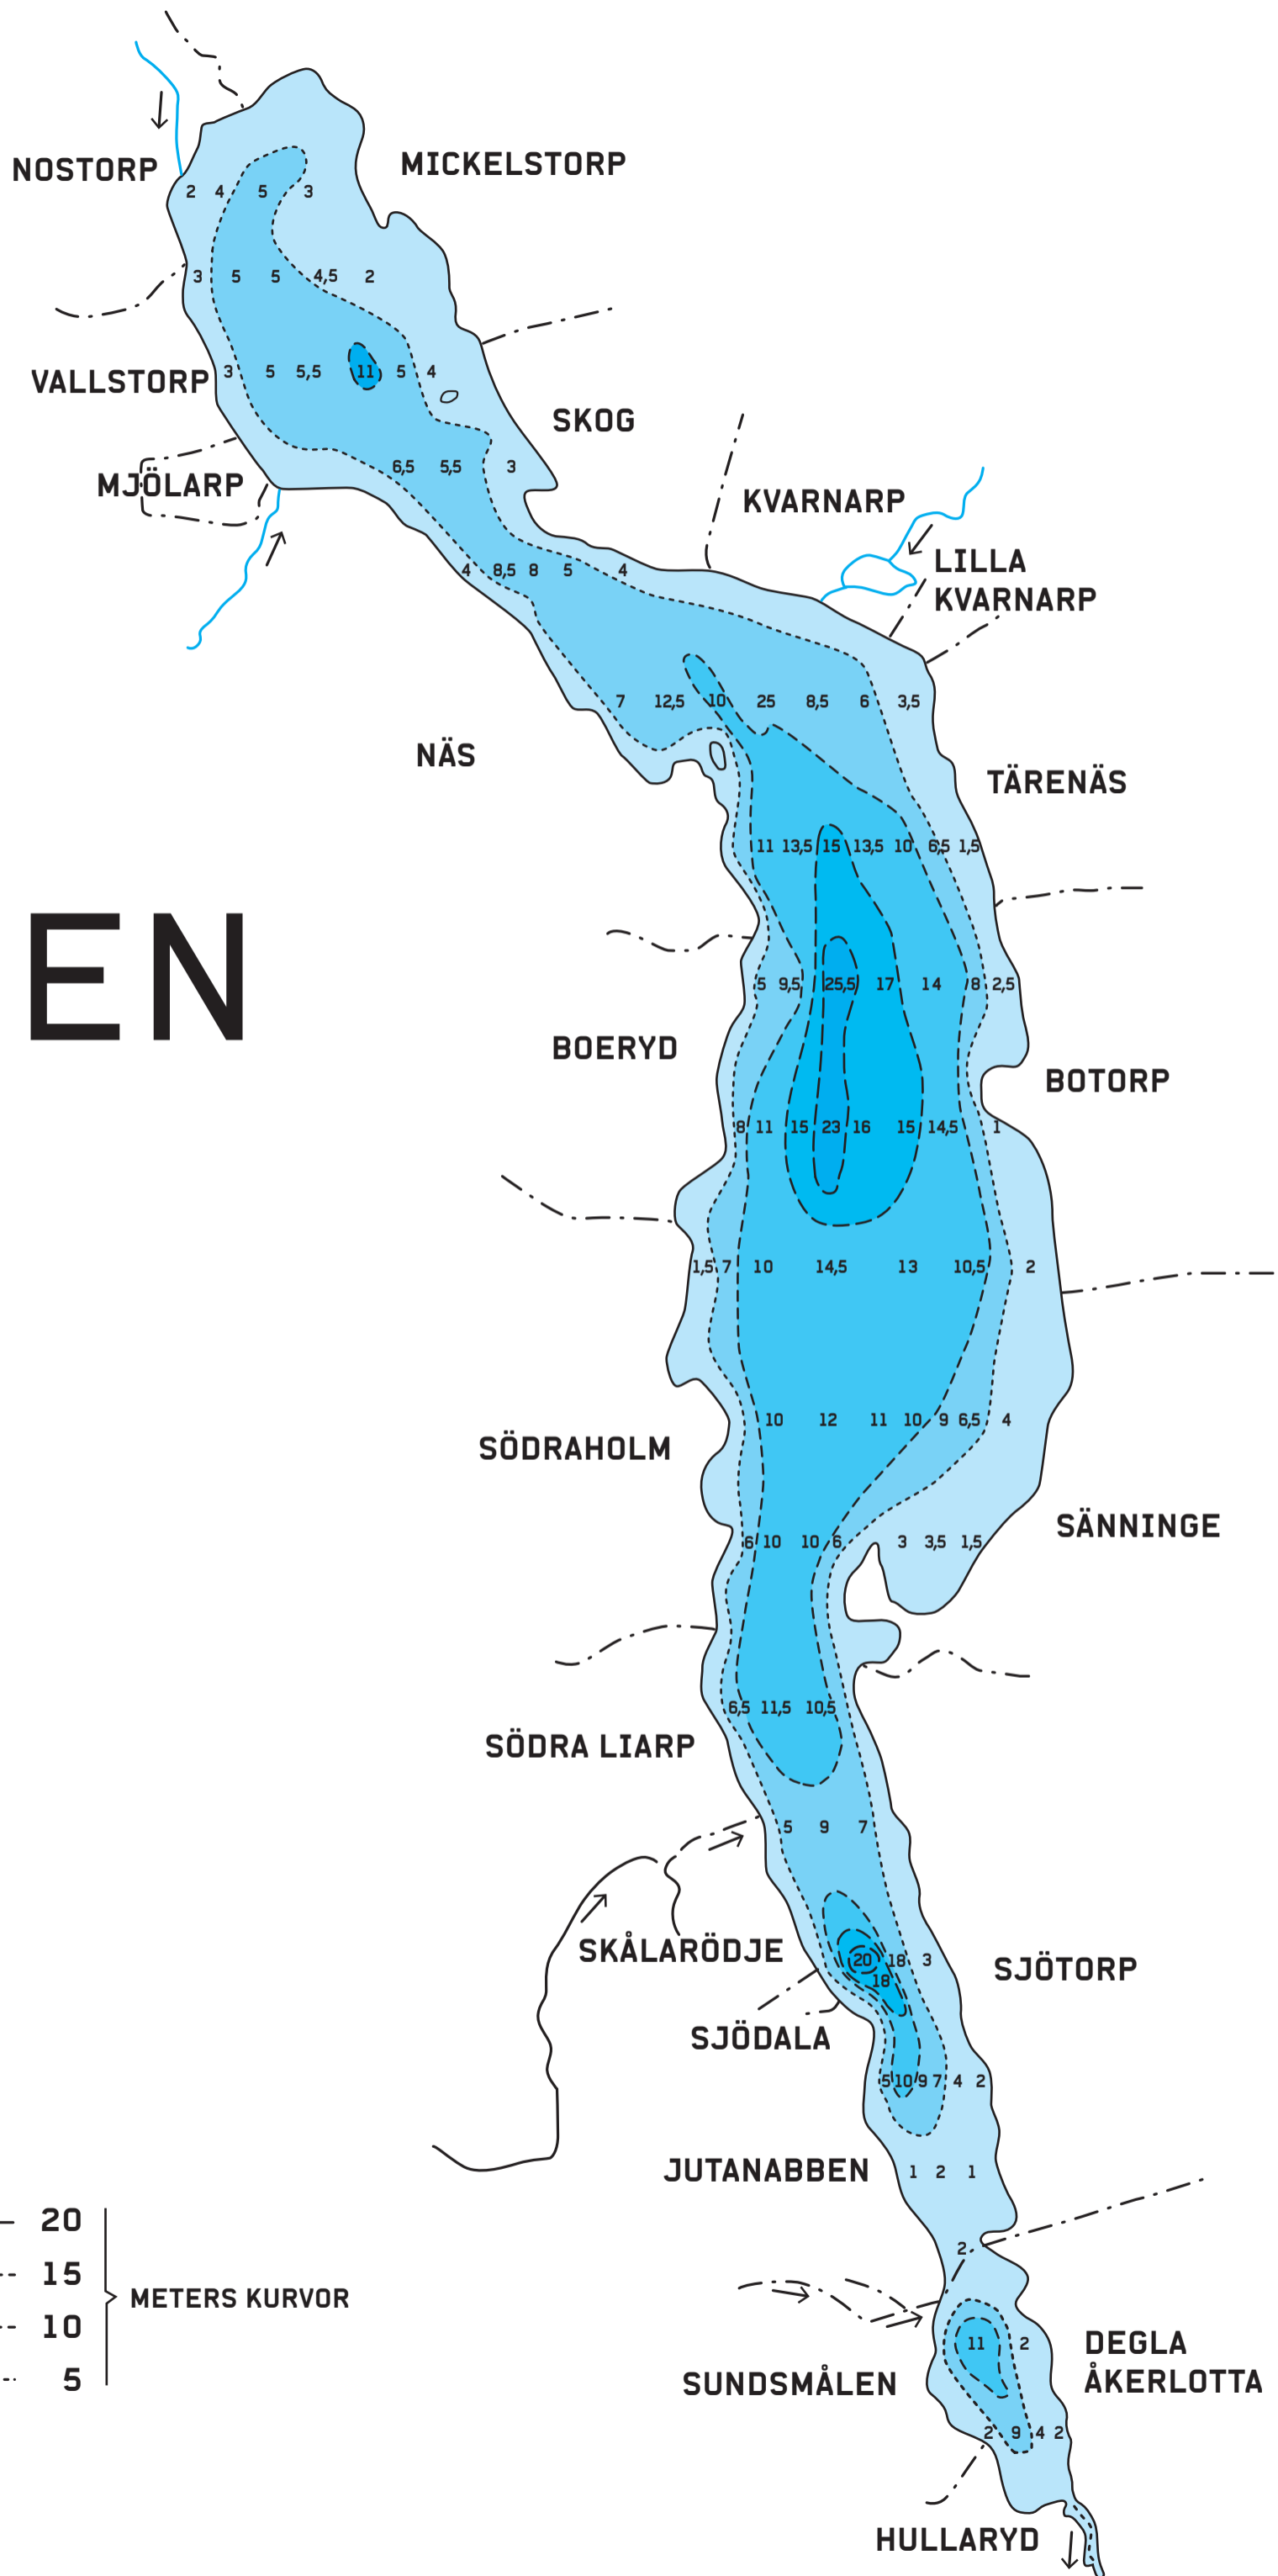 NOSTORP
MICKELSTORP
2 4 5 3
3 5 5 4,5 2
VALLSTORP
3 5 5,5 11 5 4
SKOG
MJÖLARP
6,5 5,5 3
KVARNARP
LILLA
KVARNARP
4 8,5 8 5 4
7 12,5 10 25 8,5 6 3,5
NÄS
TÄRENÄS
11 13,5 15 13,5 10 6,5 1,5
EN
5 9,5 25,5 17 14 8 2,5
BOERYD
BOTORP
8 11 15 23 16 15 14,5 1
1,5 7 10 14,5 13 10,5 2
10 12 11 10 9 6,5 4
SÖDRAHOLM
SÄNNINGE
6 10 10 6 3 3,5 1,5
6,5 11,5 10,5
SÖDRA LIARP
5 9 7
SKÅLARÖDJE
20 18 3
18
SJÖTORP
SJÖDALA
5 10 9 7 4 2
JUTANABBEN
1 2 1
20
15
METERS KURVOR
10
5
2
11 2
DEGLA
ÅKERLOTTA
SUNDSMÅLEN
2 9 4 2
HULLARYD